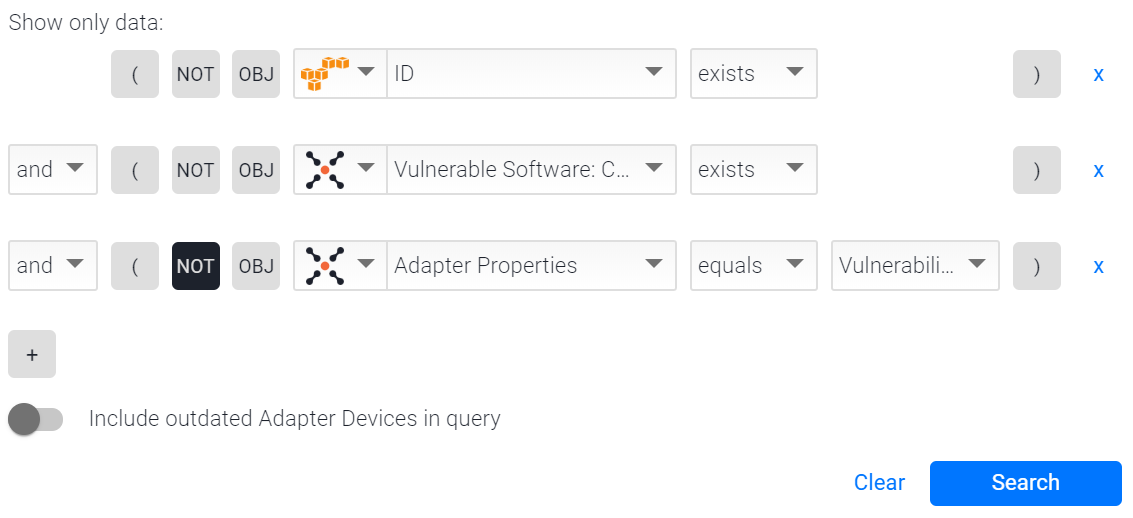 Show only data:
( NOT OBJ ID exists ) x
and ( NOT OBJ Vulnerable Software: C... exists ) x
and ( NOT OBJ Adapter Properties equals Vulnerabili... ) x
+
Include outdated Adapter Devices in query
Clear Search